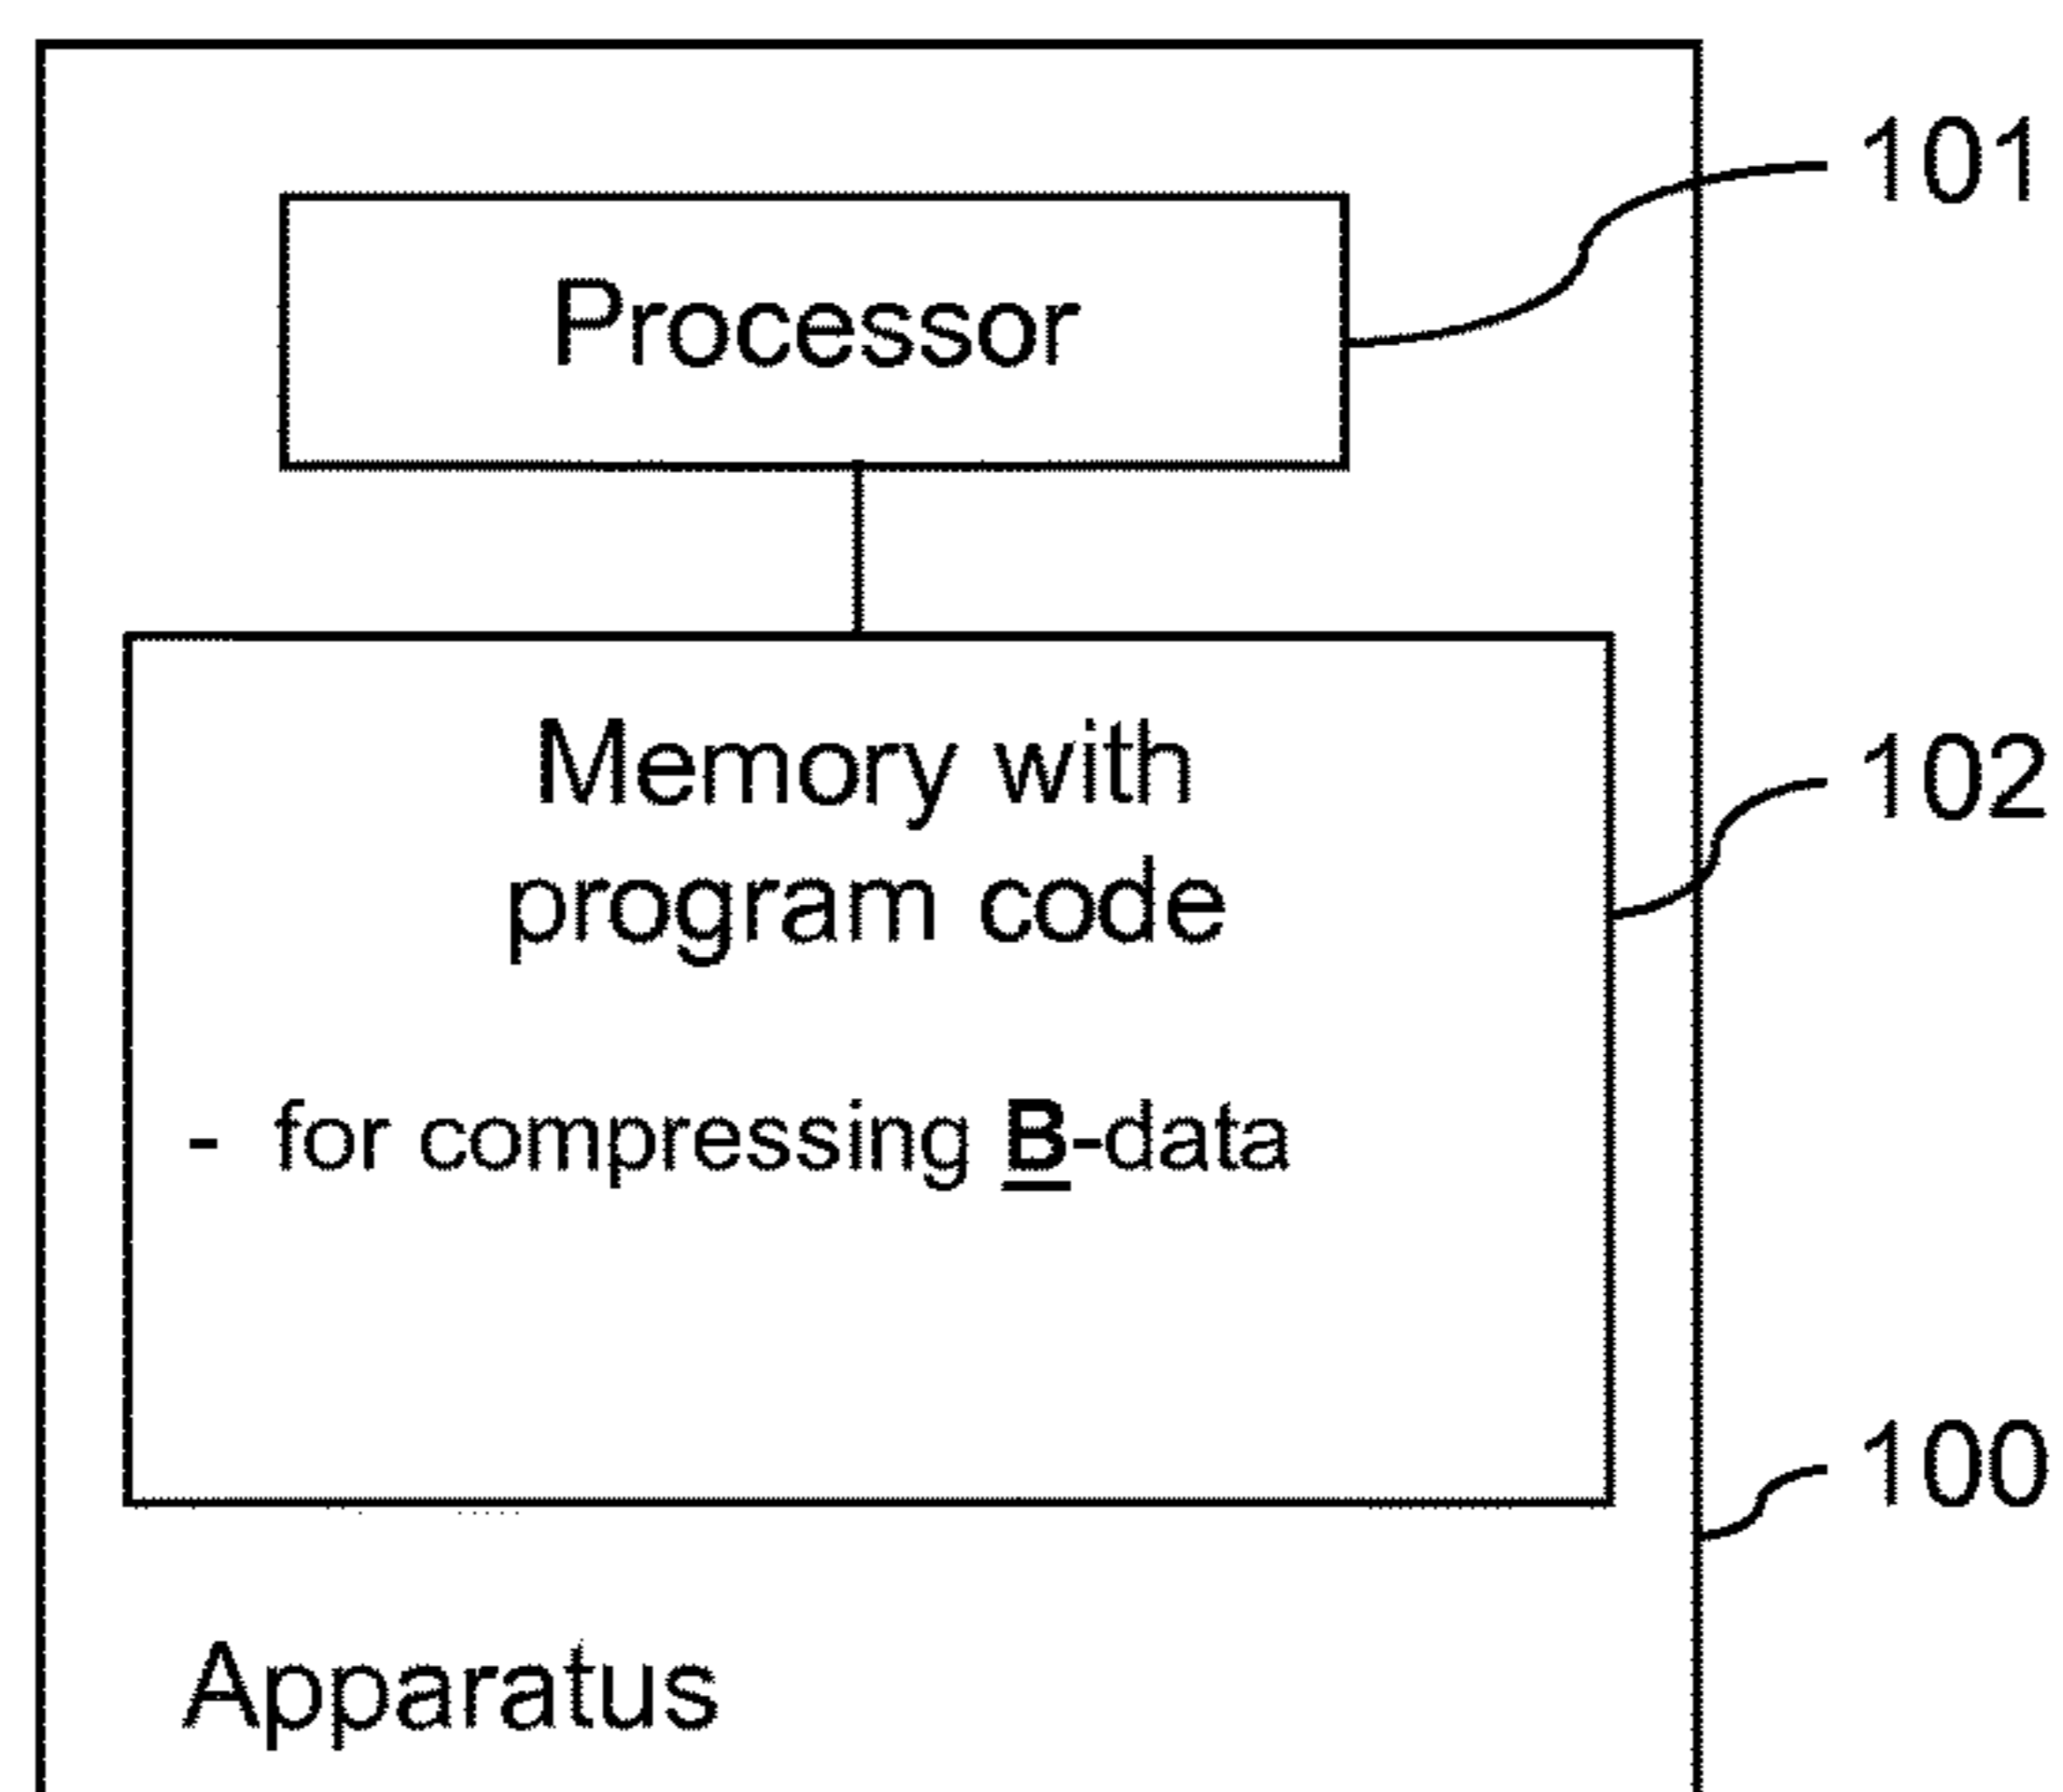 101
Processor
102
Memory with
program code
- for compressing B-data
100
Apparatus